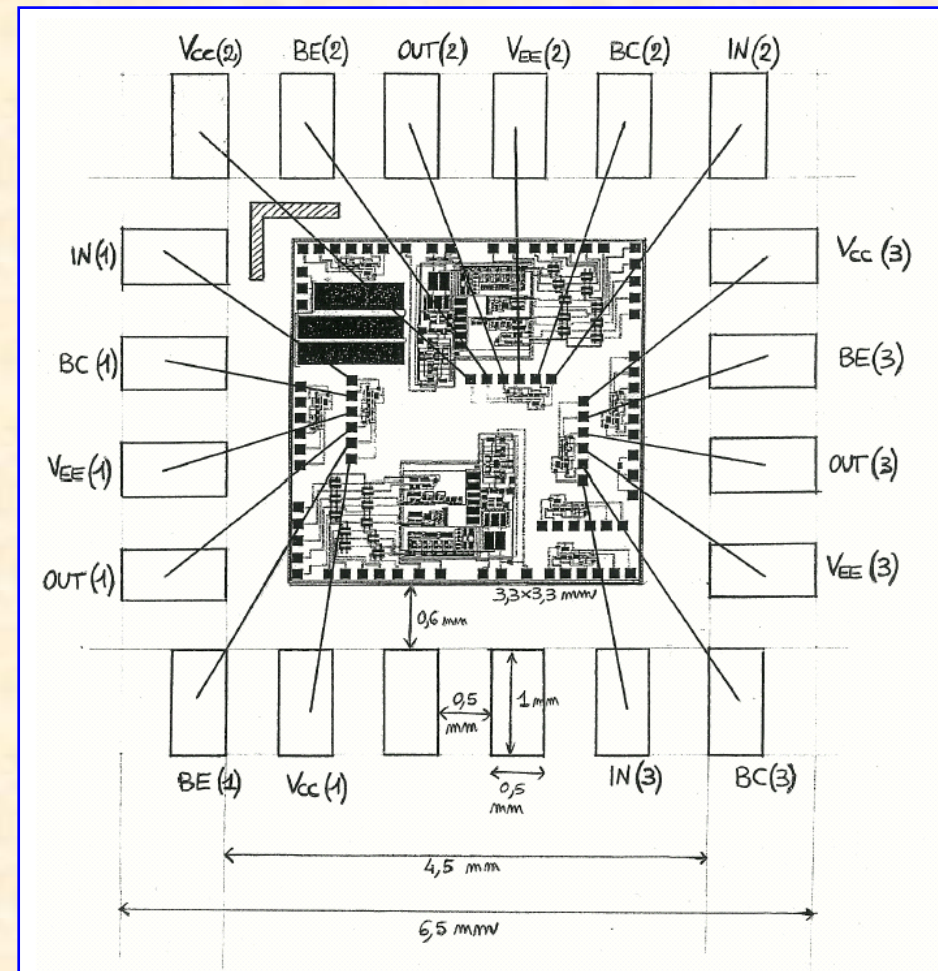 Vcc(2) BE(2) OUT(2) VEE(2) BC(2) IN(2)
IN(1)
Vcc(3)
BC(1)
BE(3)
VEE(1)
OUT(3)
OUT(1)
VEE(3)
3,3×3,3 mm
0,6 mm
0,5 mm
1 mm
0,5 mm
BE(1) Vcc(1) IN(3) BC(3)
4,5 mm
6,5 mm